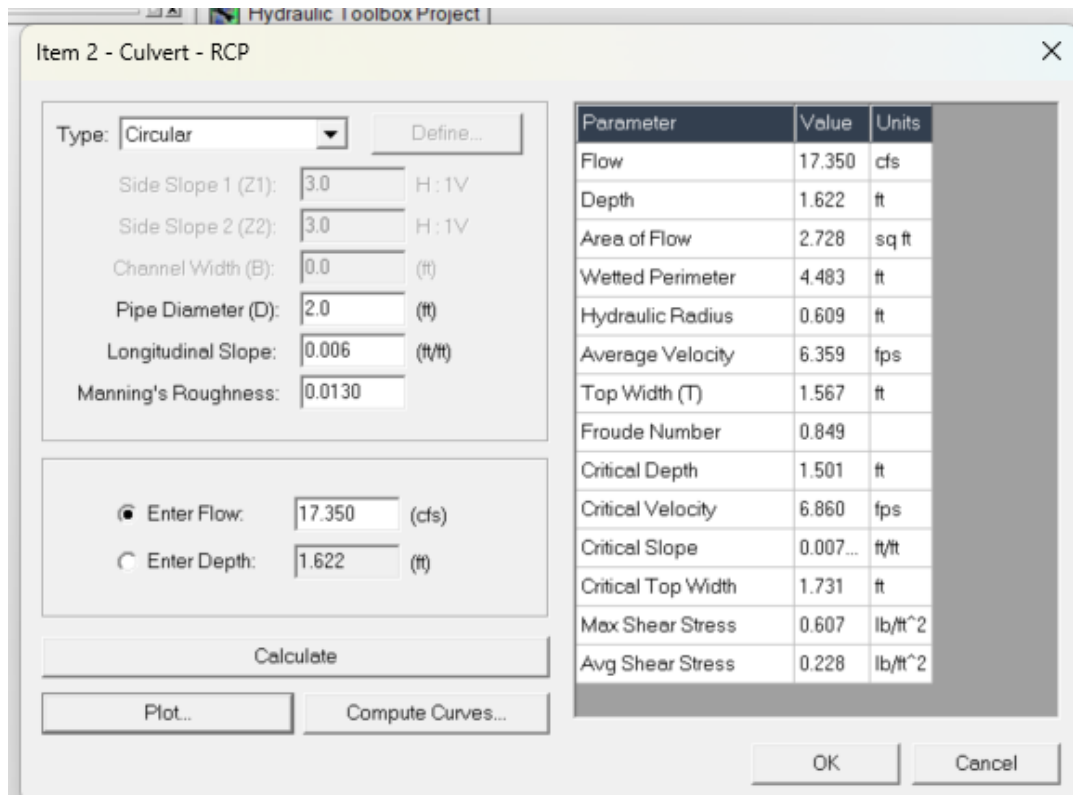 Hydraulic Toolbox Project
Item 2 - Culvert - RCP
Type: Circular Define...
Side Slope 1 (Z1): 3.0 H : 1V
Side Slope 2 (Z2): 3.0 H : 1V
Channel Width (B): 0.0 (ft)
Pipe Diameter (D): 2.0 (ft)
Longitudinal Slope: 0.006 (ft/ft)
Manning's Roughness: 0.0130
Enter Flow: 17.350 (cfs)
Enter Depth: 1.622 (ft)
Calculate
Plot... Compute Curves...
Parameter Value Units
Flow 17.350 cfs
Depth 1.622 ft
Area of Flow 2.728 sq ft
Wetted Perimeter 4.483 ft
Hydraulic Radius 0.609 ft
Average Velocity 6.359 fps
Top Width (T) 1.567 ft
Froude Number 0.849
Critical Depth 1.501 ft
Critical Velocity 6.860 fps
Critical Slope 0.007... ft/ft
Critical Top Width 1.731 ft
Max Shear Stress 0.607 lb/ft^2
Avg Shear Stress 0.228 lb/ft^2
OK Cancel